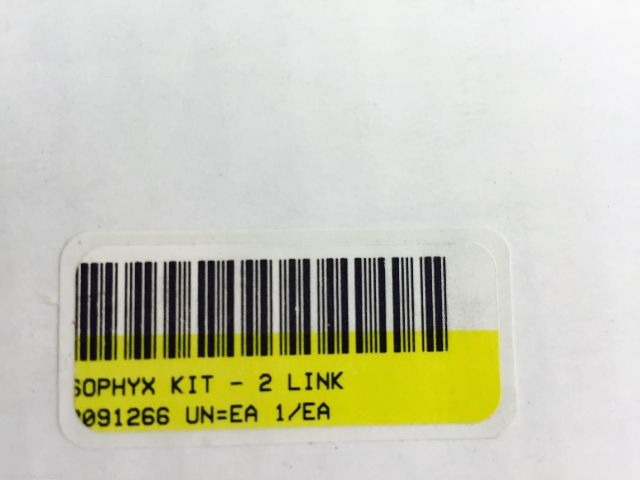 SOPHYX KIT - 2 LINK
091266 UN=EA 1/EA